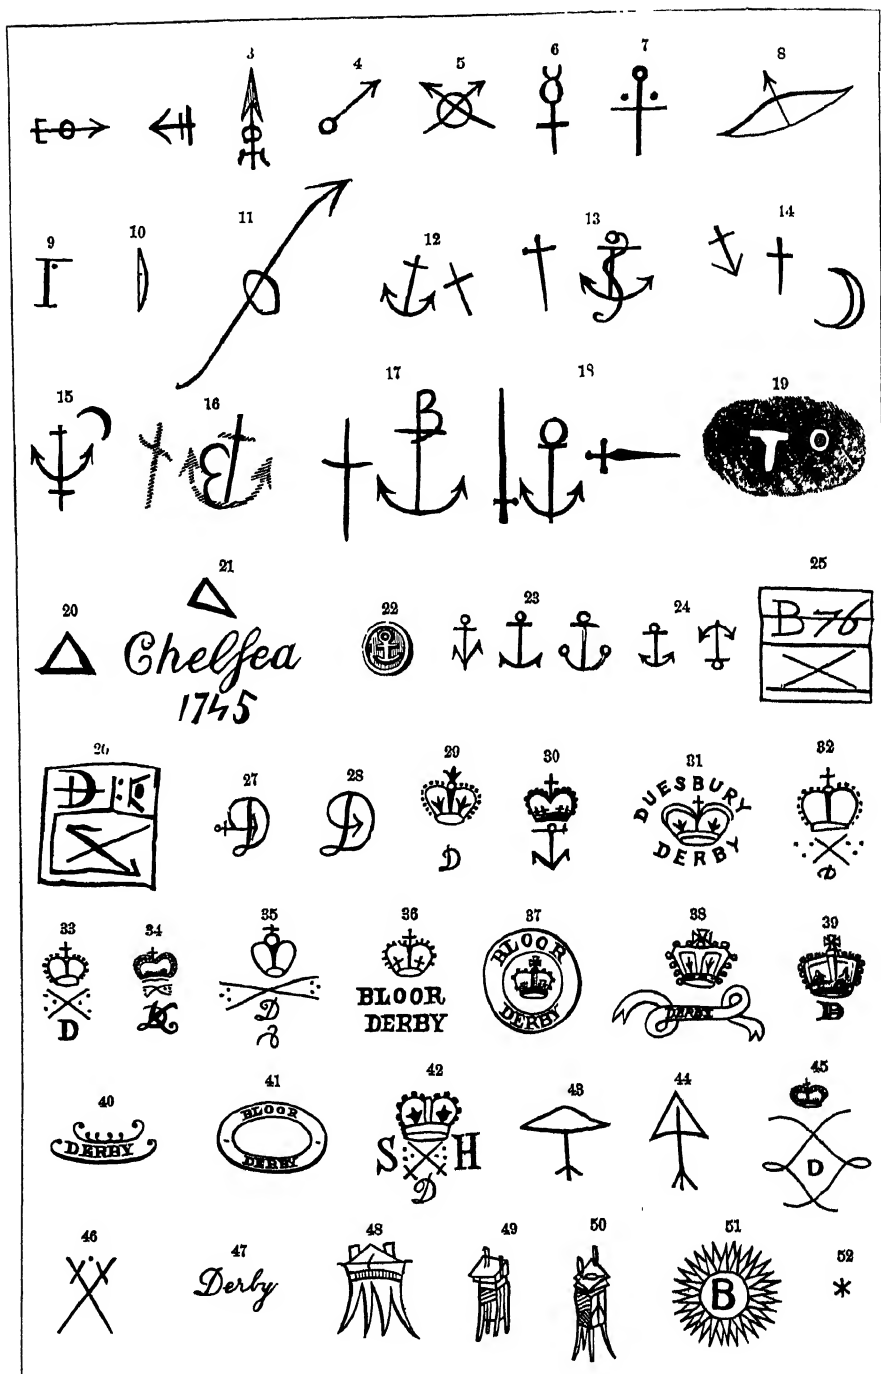 3 4 5 6 7 8
9 10 11 12 13 14
15 16 17 18 19
B
T o
20 21 22 23 24 25
Chelsea
1745
B 76
26 27 28 29 30 31 32
D
D
D
D
DUESBURY
DERBY
D
33 34 35 36 37 38 39
D
D
BLOOR
DERBY
BLOOR
DERBY
DERBY
D
40 41 42 43 44 45
DERBY
BLOOR
DERBY
S H
D
D
46 47 48 49 50 51 52
Derby
B